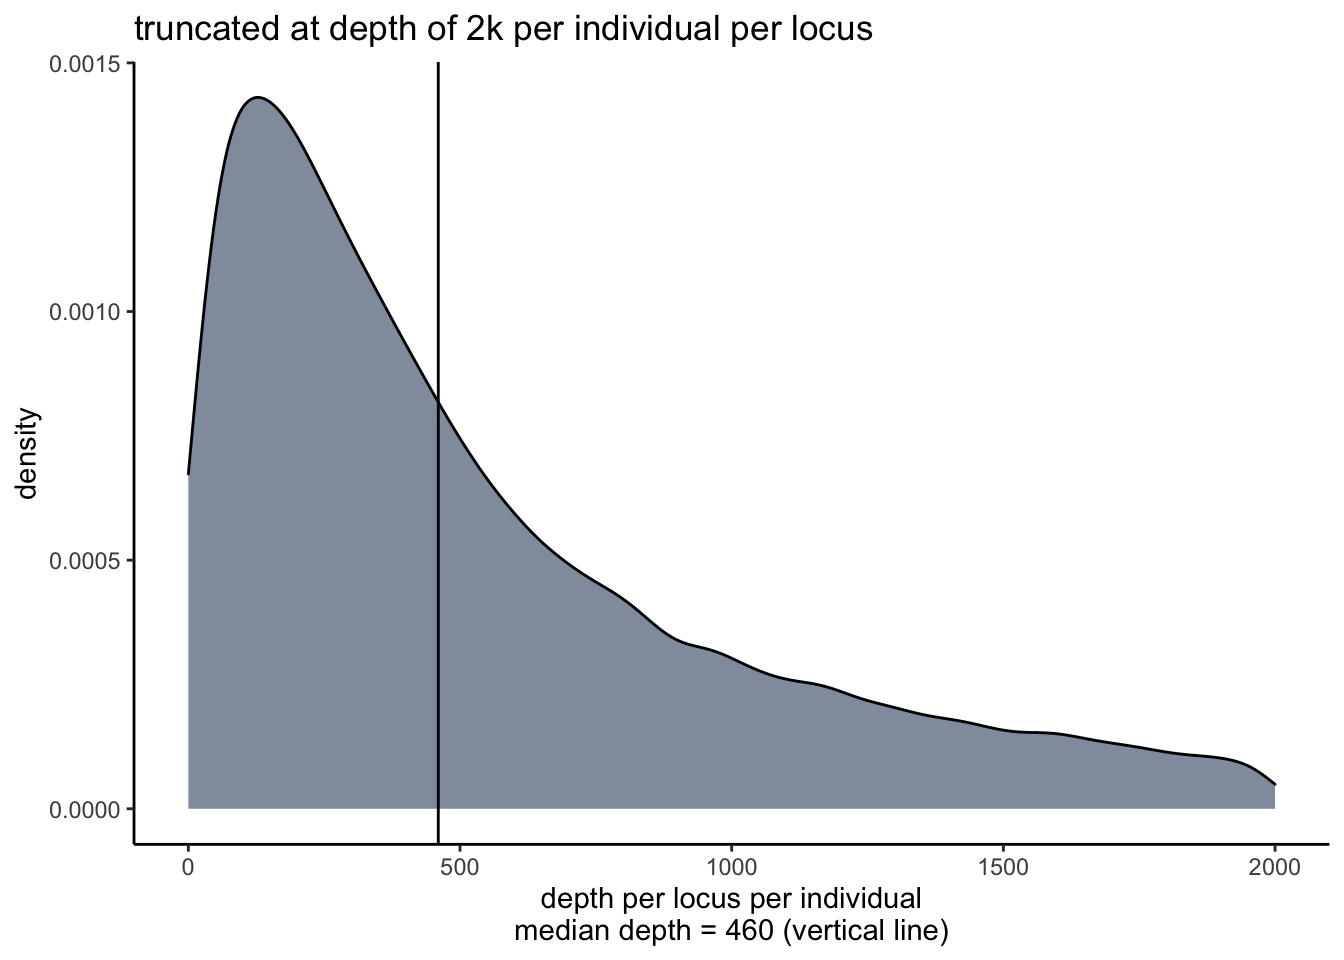 truncated at depth of 2k per individual per locus
0.0015
0.0010
0.0005
0.0000
density
0 500 1000 1500 2000
depth per locus per individual
median depth = 460 (vertical line)